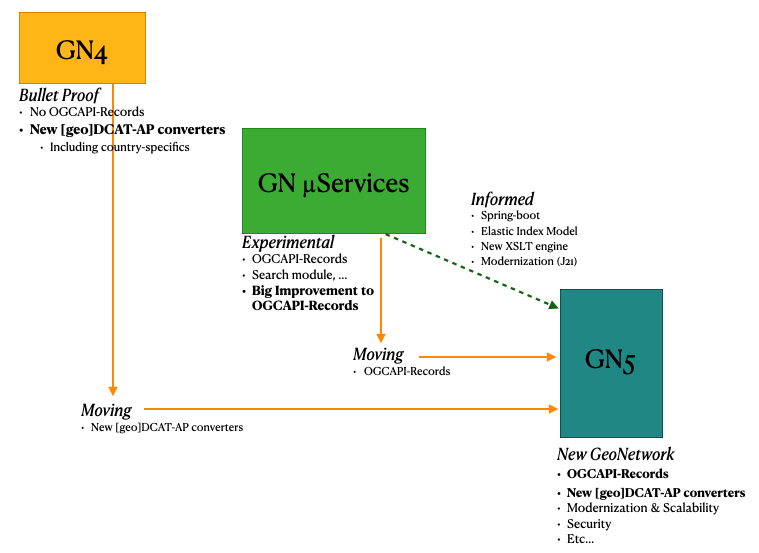 GN4
Bullet Proof
· No OGCAPI-Records
· New [geo]DCAT-AP converters
· Including country-specifics
GN µServices
Experimental
· OGCAPI-Records
· Search module, ...
· Big Improvement to
OGCAPI-Records
Informed
· Spring-boot
· Elastic Index Model
· New XSLT engine
· Modernization (J21)
Moving
· OGCAPI-Records
Moving
· New [geo]DCAT-AP converters
GN5
New GeoNetwork
· OGCAPI-Records
· New [geo]DCAT-AP converters
· Modernization & Scalability
· Security
· Etc...